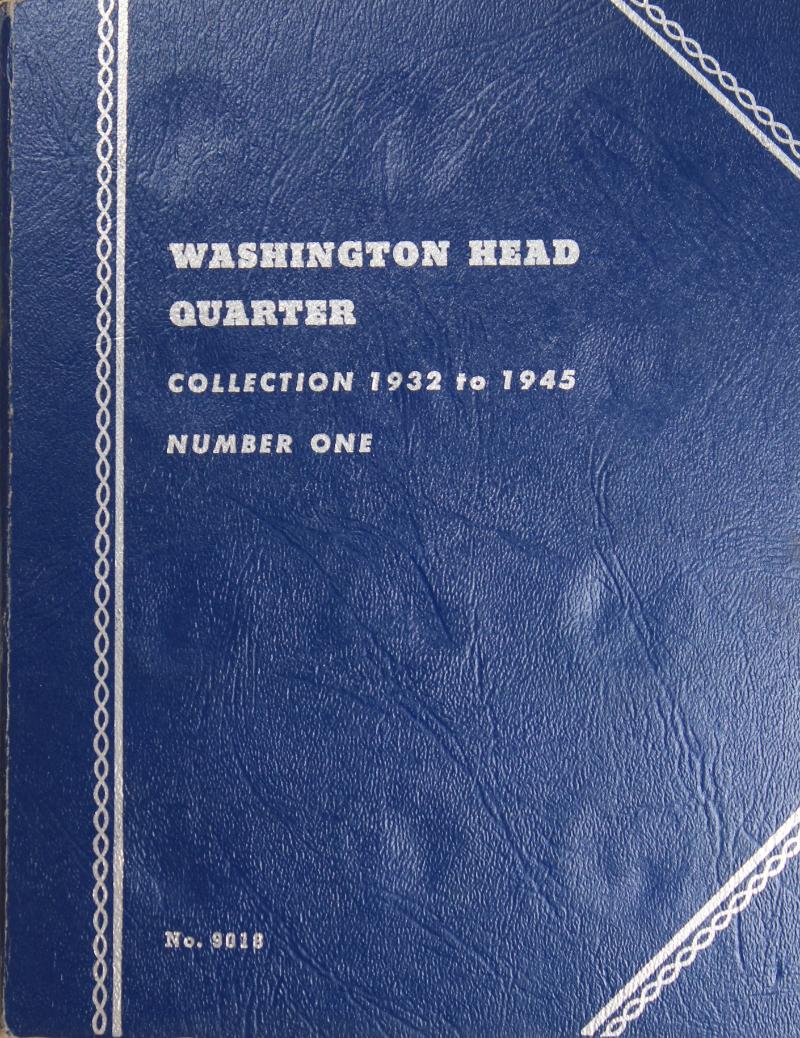 WASHINGTON HEAD
QUARTER
COLLECTION 1932 to 1945
NUMBER ONE
No. 9018